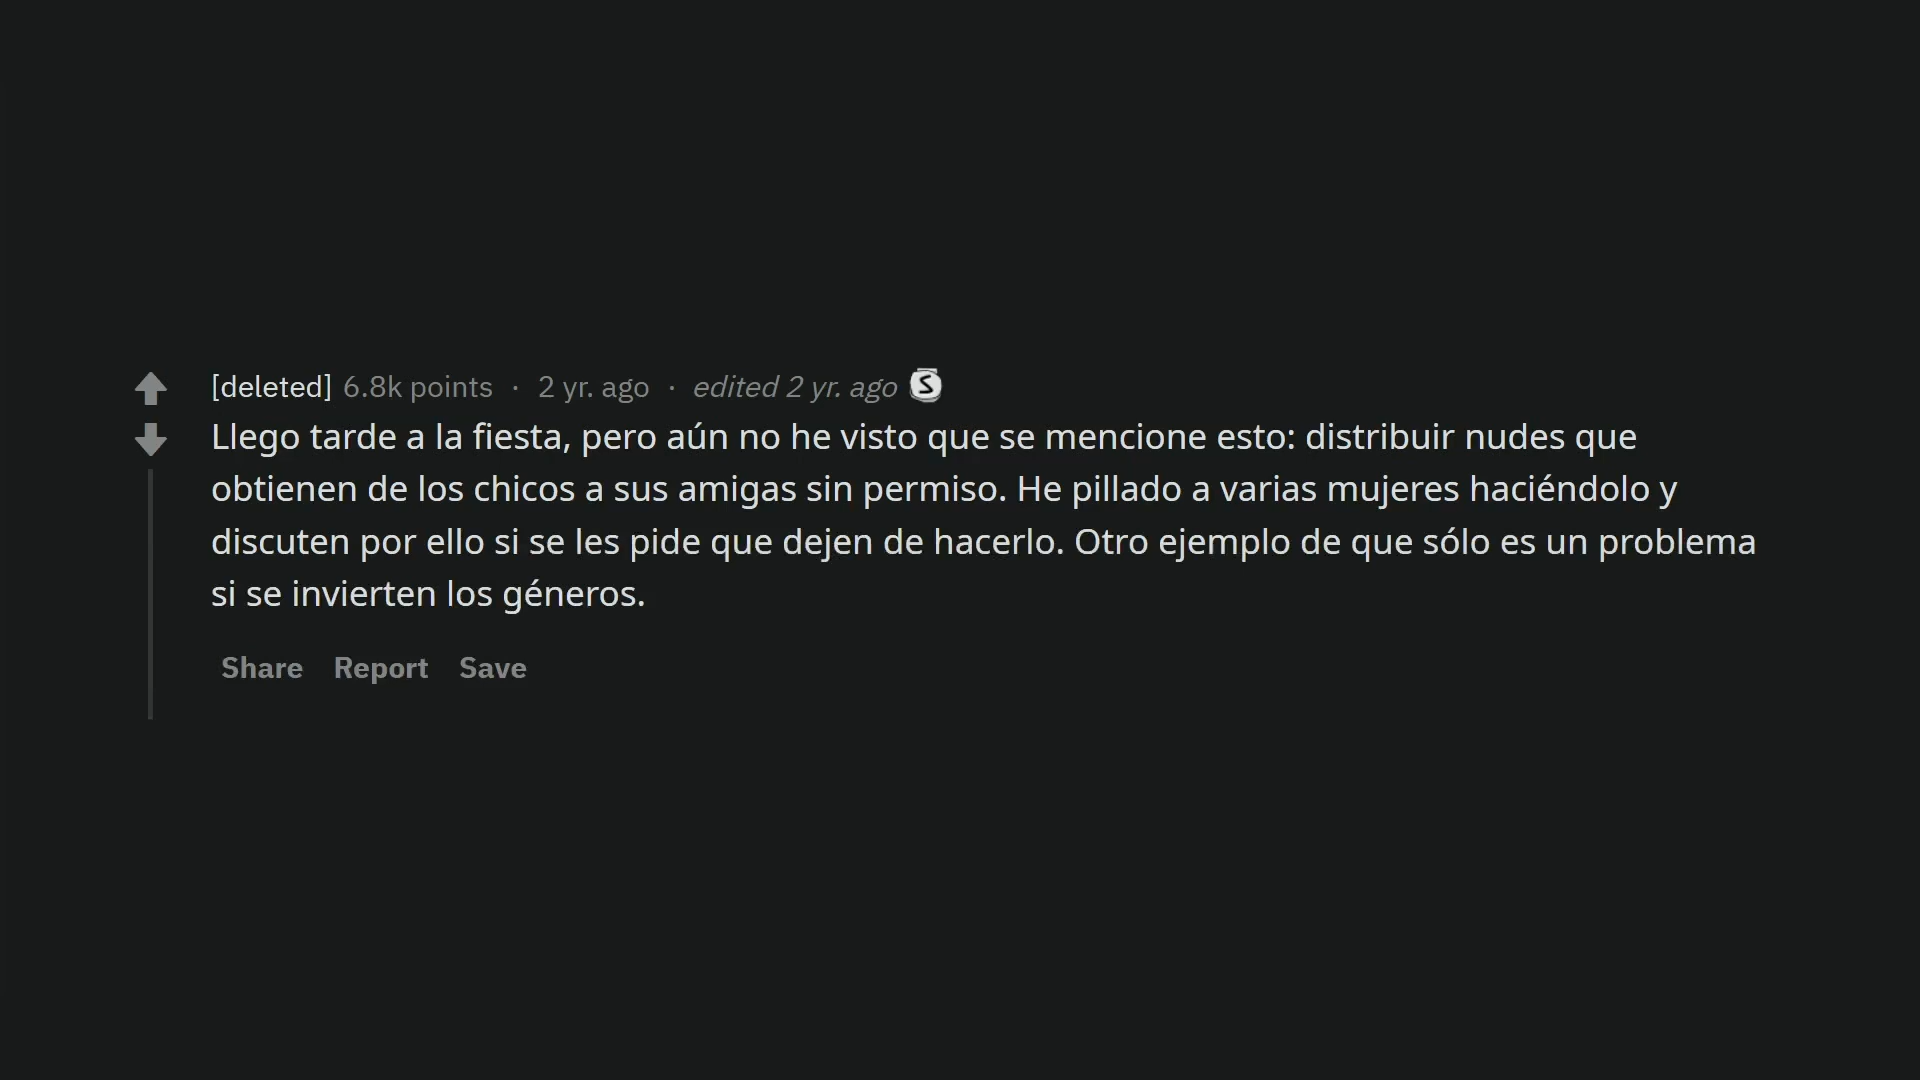 [deleted] 6.8k points · 2 yr. ago · edited 2 yr. ago S
Llego tarde a la fiesta, pero aún no he visto que se mencione esto: distribuir nudes que
obtienen de los chicos a sus amigas sin permiso. He pillado a varias mujeres haciéndolo y
discuten por ello si se les pide que dejen de hacerlo. Otro ejemplo de que sólo es un problema
si se invierten los géneros.
Share Report Save